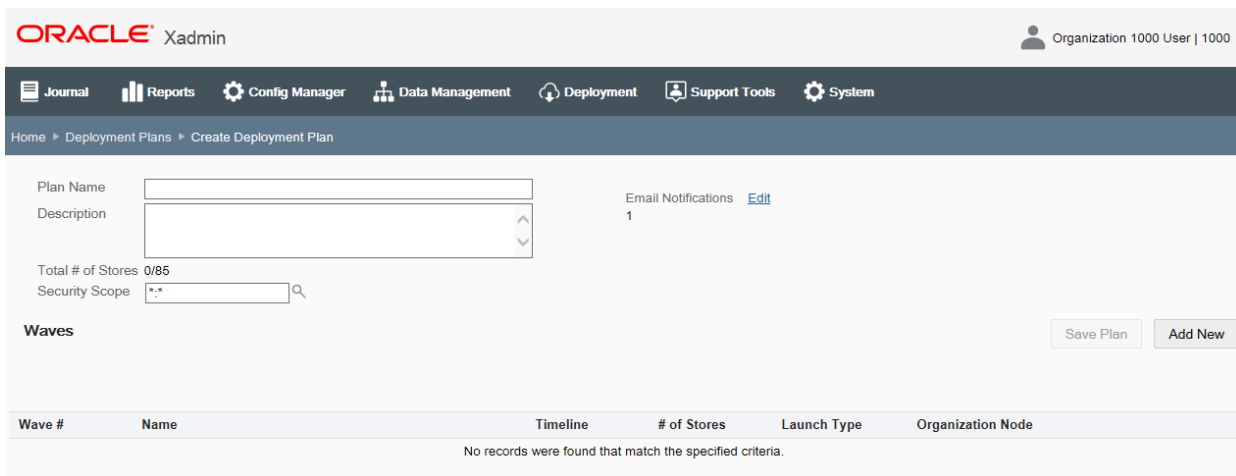 ORACLE Xadmin
Organization 1000 User | 1000
Journal Reports Config Manager Data Management Deployment Support Tools System
Home Deployment Plans Create Deployment Plan
Plan Name
Email Notifications Edit
Description
1
Total # of Stores 0/85
Security Scope *:*
Waves
Save Plan Add New
Wave # Name Timeline # of Stores Launch Type Organization Node
No records were found that match the specified criteria.